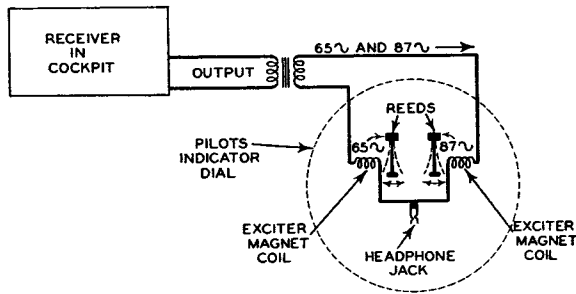 RECEIVER
IN
COCKPIT
OUTPUT
65~ AND 87~
REEDS
PILOTS
INDICATOR
DIAL
65~
87~
EXCITER
MAGNET
COIL
HEADPHONE
JACK
EXCITER
MAGNET
COIL